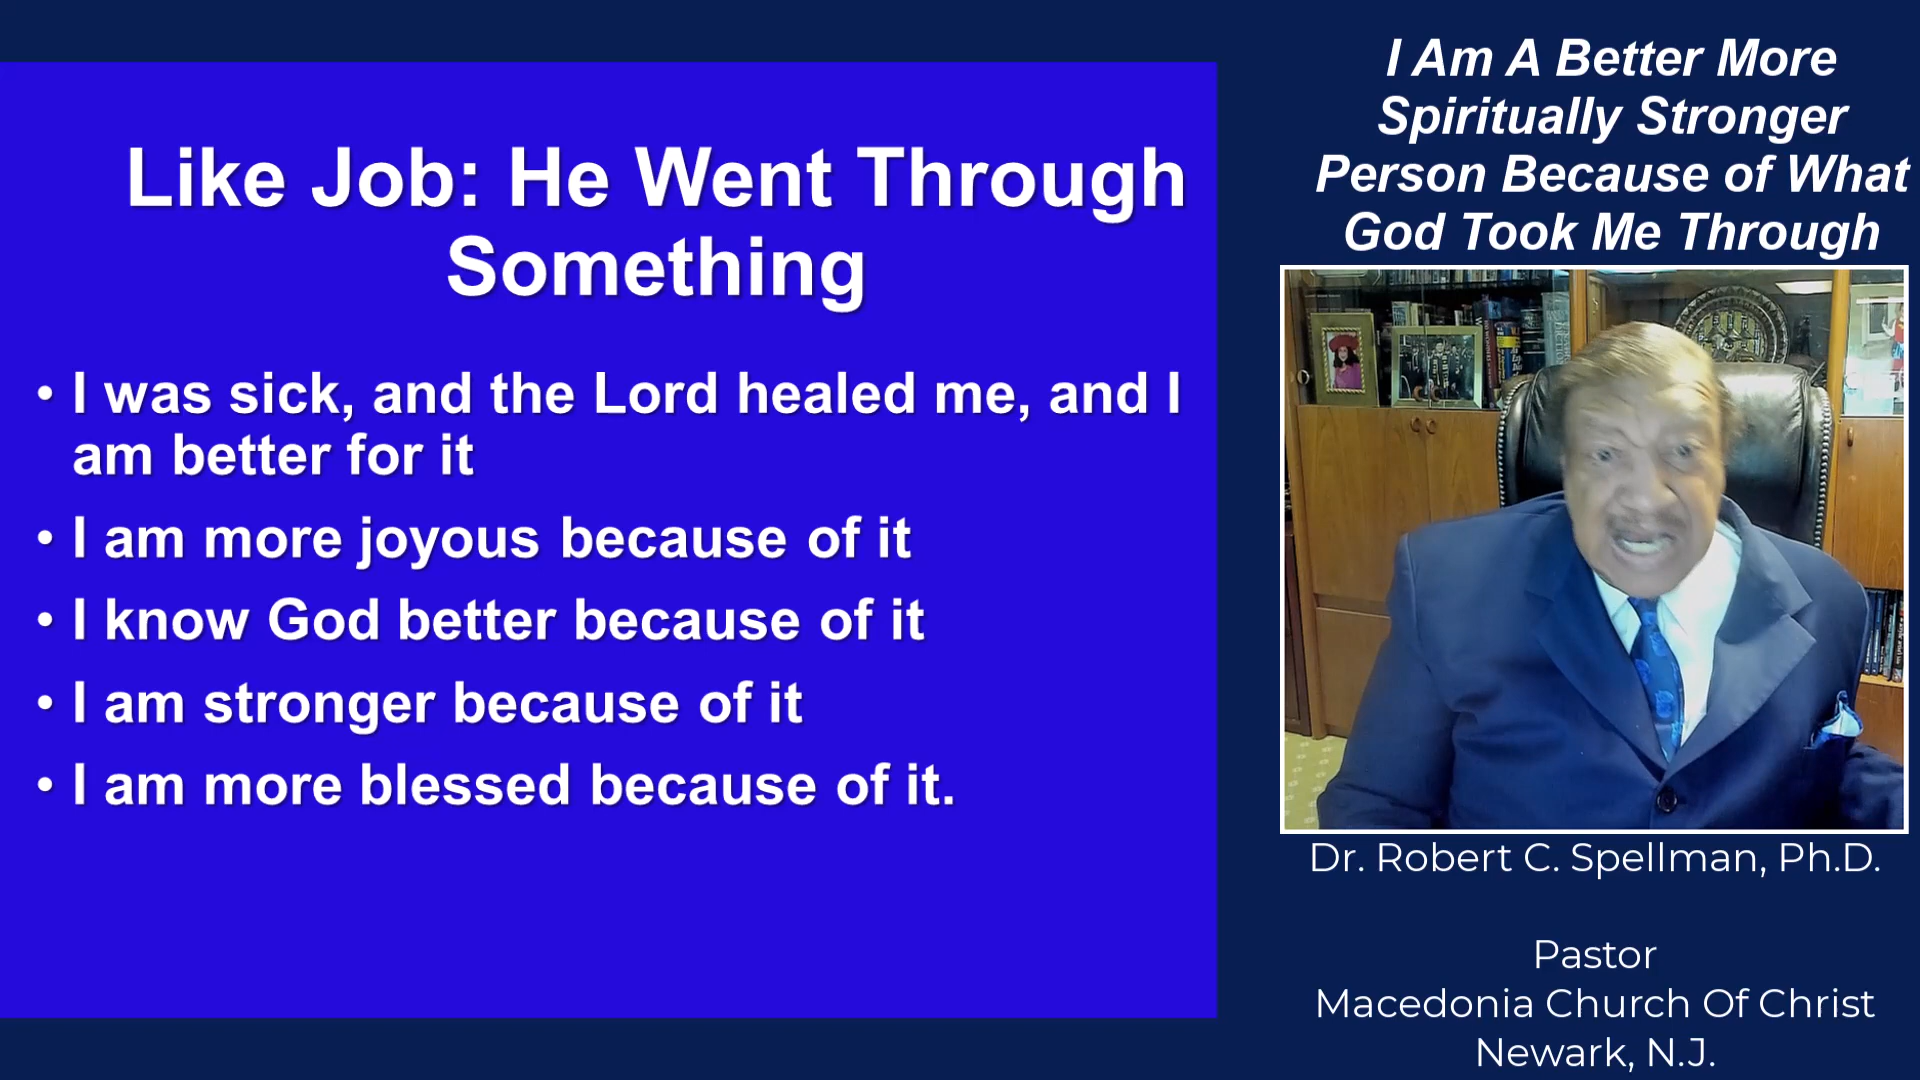 Like Job: He Went Through
Something
• I was sick, and the Lord healed me, and I
am better for it
• I am more joyous because of it
• I know God better because of it
• I am stronger because of it
• I am more blessed because of it.
I Am A Better More
Spiritually Stronger
Person Because of What
God Took Me Through
Dr. Robert C. Spellman, Ph.D.
Pastor
Macedonia Church Of Christ
Newark, N.J.